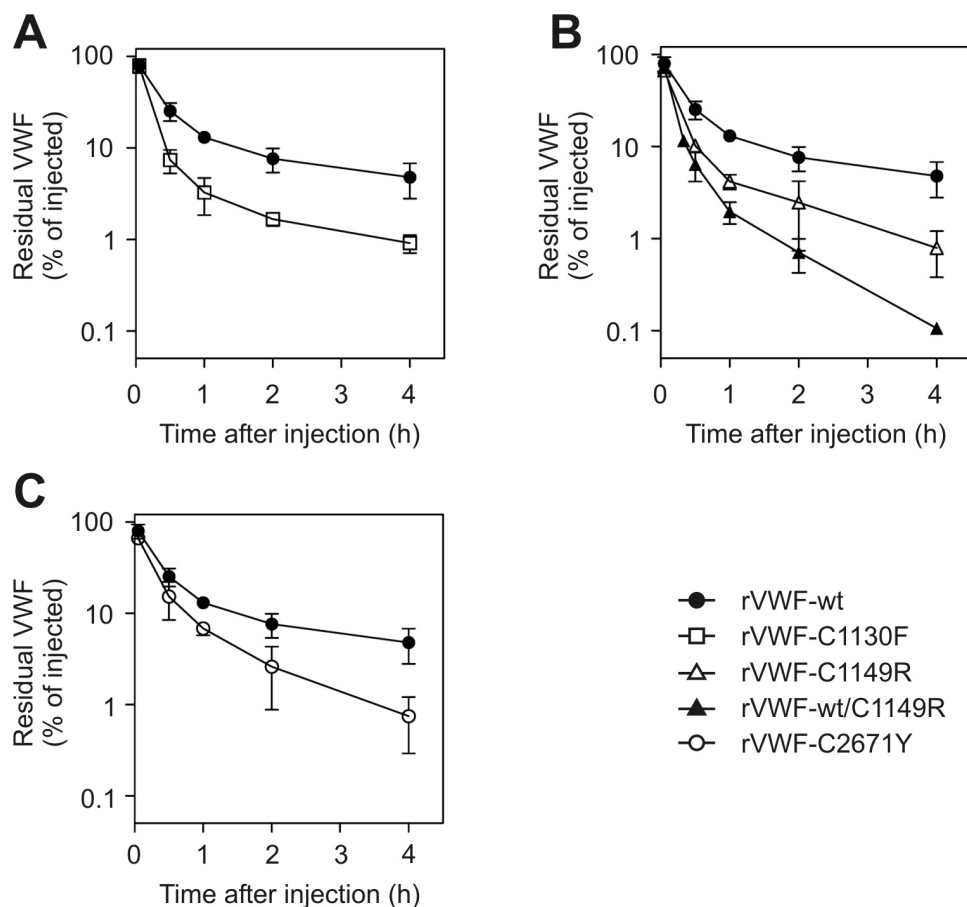 A
Residual VWF
(% of injected)
100
10
1
0.1
0 1 2 3 4
Time after injection (h)
B
Residual VWF
(% of injected)
100
10
1
0.1
0 1 2 3 4
Time after injection (h)
C
Residual VWF
(% of injected)
100
10
1
0.1
0 1 2 3 4
Time after injection (h)
rVWF-wt
rVWF-C1130F
rVWF-C1149R
rVWF-wt/C1149R
rVWF-C2671Y